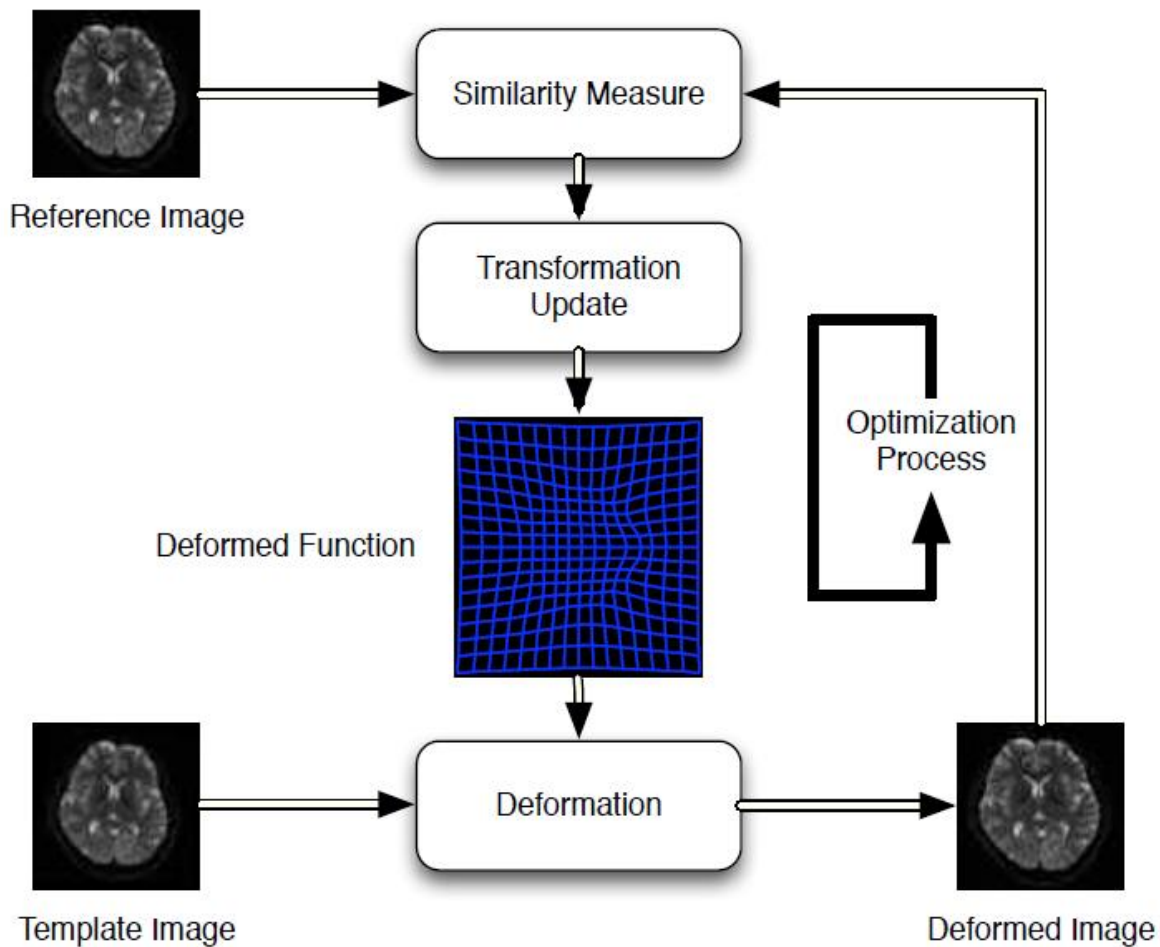 Similarity Measure
Reference Image
Transformation
Update
Optimization
Process
Deformed Function
Deformation
Template Image
Deformed Image